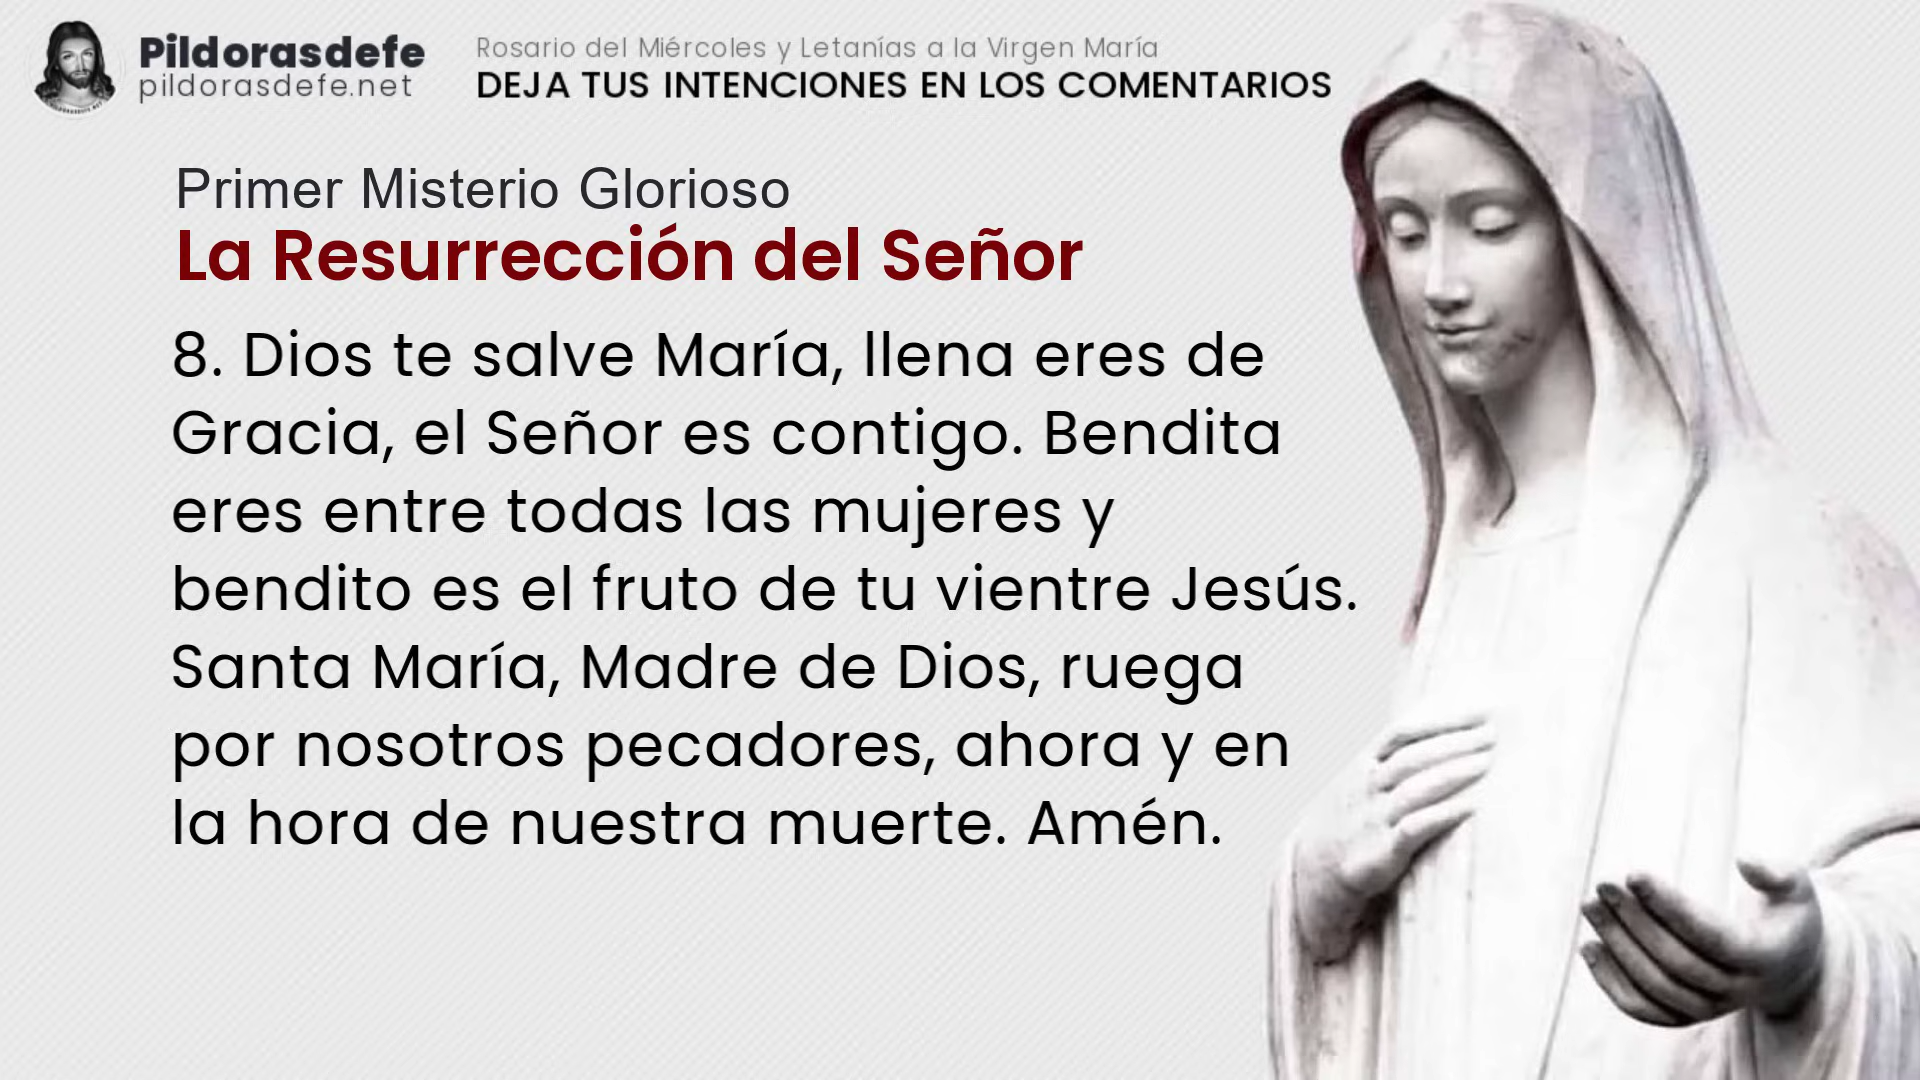 Pildorasdefe
pildorasdefe.net
Rosario del Miércoles y Letanías a la Virgen María
DEJA TUS INTENCIONES EN LOS COMENTARIOS
Primer Misterio Glorioso
La Resurrección del Señor
8. Dios te salve María, llena eres de
Gracia, el Señor es contigo. Bendita
eres entre todas las mujeres y
bendito es el fruto de tu vientre Jesús.
Santa María, Madre de Dios, ruega
por nosotros pecadores, ahora y en
la hora de nuestra muerte. Amén.